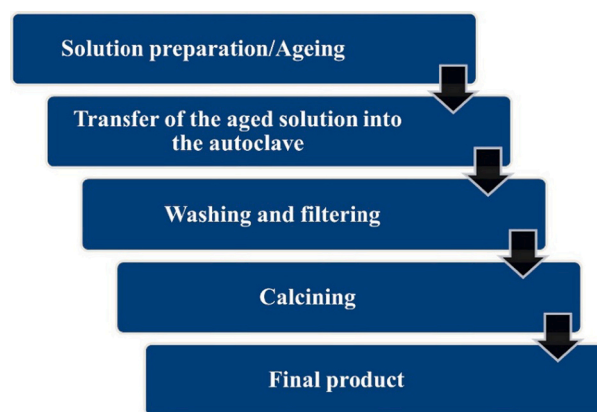 Solution preparation/Ageing
Transfer of the aged solution into
the autoclave
Washing and filtering
Calcining
Final product